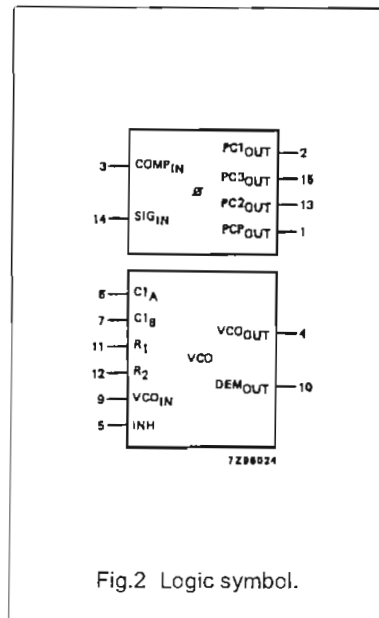 3 COMP_IN PC1_OUT 2
PC3_OUT 15
ø
PC2_OUT 13
14 SIG_IN
PCP_OUT 1
6 C1_A
7 C1_B VCO_OUT 4
11 R_1
VCO
12 R_2 DEM_OUT 10
9 VCO_IN
5 INH
7Z96024
Fig.2 Logic symbol.